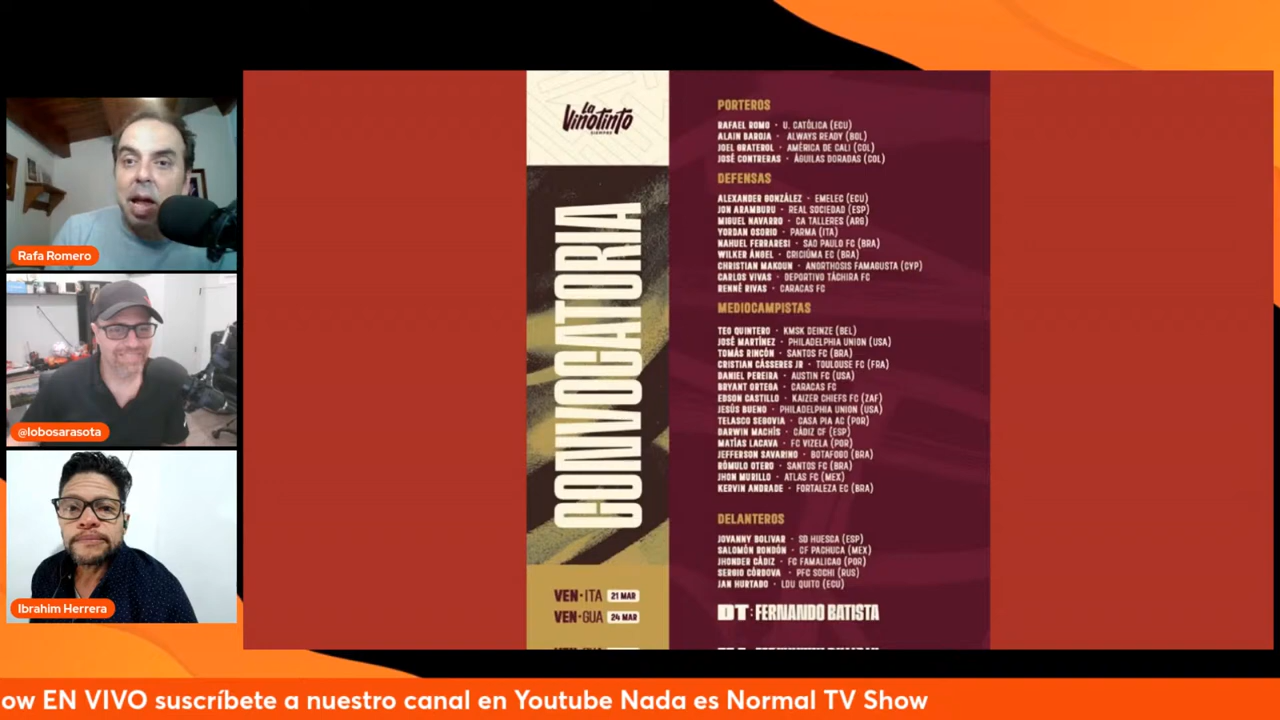 Rafa Romero
@lobosarasota
Ibrahim Herrera
La
Vinotinto
SIEMPRE
CONVOCATORIA
VEN·ITA 21 MAR
VEN·GUA 24 MAR
PORTEROS
RAFAEL ROMO · U. CATÓLICA (ECU)
ALAIN BAROJA · ALWAYS READY (BOL)
JOEL GRATEROL · AMÉRICA DE CALI (COL)
JOSÉ CONTRERAS · ÁGUILAS DORADAS (COL)
DEFENSAS
ALEXANDER GONZÁLEZ · EMELEC (ECU)
JON ARAMBURU · REAL SOCIEDAD (ESP)
MIGUEL NAVARRO · CA TALLERES (ARG)
YORDAN OSORIO · PARMA (ITA)
NAHUEL FERRARESI · SAO PAULO FC (BRA)
WILKER ÁNGEL · CRICIÚMA EC (BRA)
CHRISTIAN MAKOUN · ANORTHOSIS FAMAGUSTA (CYP)
CARLOS VIVAS · DEPORTIVO TÁCHIRA FC
RENNÉ RIVAS · CARACAS FC
MEDIOCAMPISTAS
TEO QUINTERO · KMSK DEINZE (BEL)
JOSÉ MARTÍNEZ · PHILADELPHIA UNION (USA)
TOMÁS RINCÓN · SANTOS FC (BRA)
CRISTIAN CÁSSERES JR · TOULOUSE FC (FRA)
DANIEL PEREIRA · AUSTIN FC (USA)
BRYANT ORTEGA · CARACAS FC
EDSON CASTILLO · KAIZER CHIEFS FC (ZAF)
JESÚS BUENO · PHILADELPHIA UNION (USA)
TELASCO SEGOVIA · CASA PIA AC (POR)
DARWIN MACHÍS · CÁDIZ CF (ESP)
MATÍAS LACAVA · FC VIZELA (POR)
JEFFERSON SAVARINO · BOTAFOGO (BRA)
RÓMULO OTERO · SANTOS FC (BRA)
JHON MURILLO · ATLAS FC (MEX)
KERVIN ANDRADE · FORTALEZA EC (BRA)
DELANTEROS
JOVANNY BOLIVAR · SD HUESCA (ESP)
SALOMÓN RONDÓN · CF PACHUCA (MEX)
JHONDER CÁDIZ · FC FAMALICAO (POR)
SERGIO CÓRDOVA · PFC SOCHI (RUS)
JAN HURTADO · LDU QUITO (ECU)
DT: FERNANDO BATISTA
ow EN VIVO suscríbete a nuestro canal en Youtube Nada es Normal TV Show